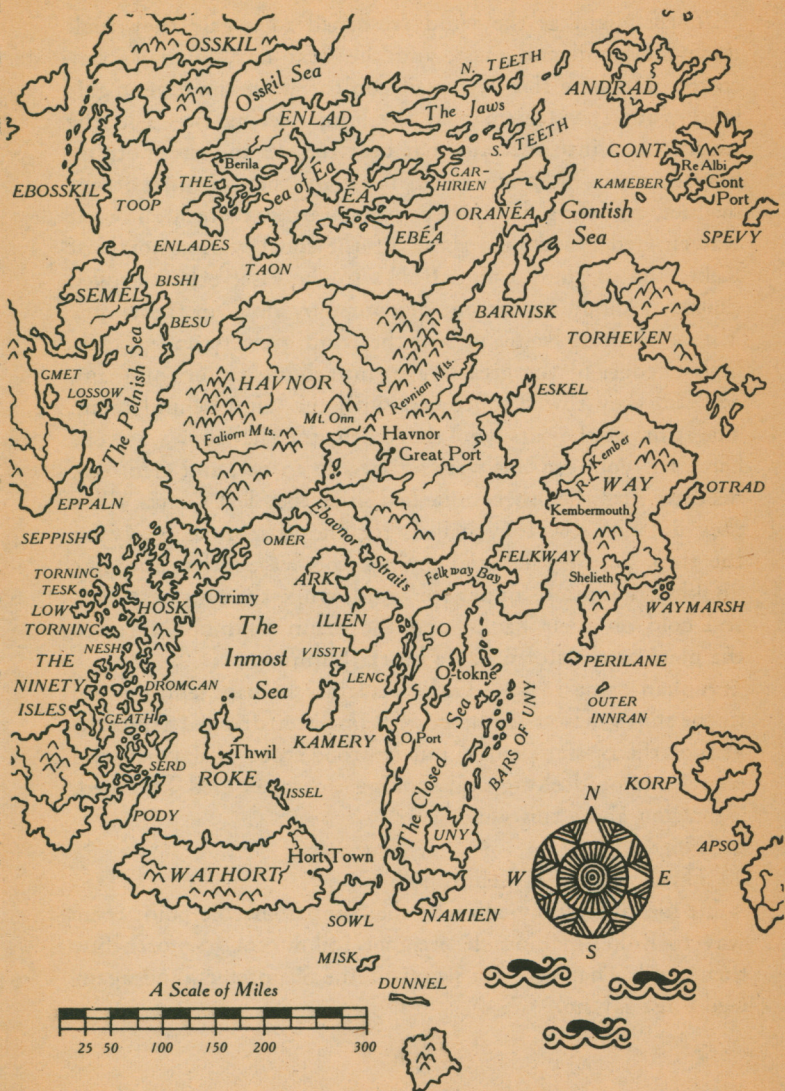 OSSKIL
Osskil Sea
N. TEETH
The Jaws
ANDRAD
ENLAD
S. TEETH
GONT
Re Albi
Gont
Port
KAMEBER
SPEVY
Berila
THE
ENLADES
Sea of Éa
ÉA
GAR-
HIRIEN
EBOSSKIL
TOOP
TAON
EBÉA
ORANÉA
Gontish
Sea
BARNISK
SEMEL
BISHI
BESU
TORHEVEN
GMET
LOSSOW
The Pelnish Sea
HAVNOR
Revnian Mts.
Mt. Onn
Faliorn Mts.
ESKEL
Havnor
Great Port
R. Kember
WAY
OTRAD
Kembermouth
EPPALN
SEPPISH
OMER
Ebavnor
Straits
Felkway Bay
FELKWAY
Shelieth
WAYMARSH
TORNING
TESK
LOW
TORNING
HOSK
Orrimy
ARK
ILIEN
The
Inmost
Sea
VISSTI
LENG
O
O-tokne
PERILANE
OUTER
INNRAN
NESH
THE
NINETY
ISLES
DROMGAN
GEATH
SERD
PODY
KAMERY
O Port
The Closed
Sea
BARS OF UNY
Thwil
ROKE
ISSEL
KORP
APSO
UNY
WATHORT
Hort Town
SOWL
NAMIEN
N
W
E
S
MISK
DUNNEL
A Scale of Miles
25 50 100 150 200 300